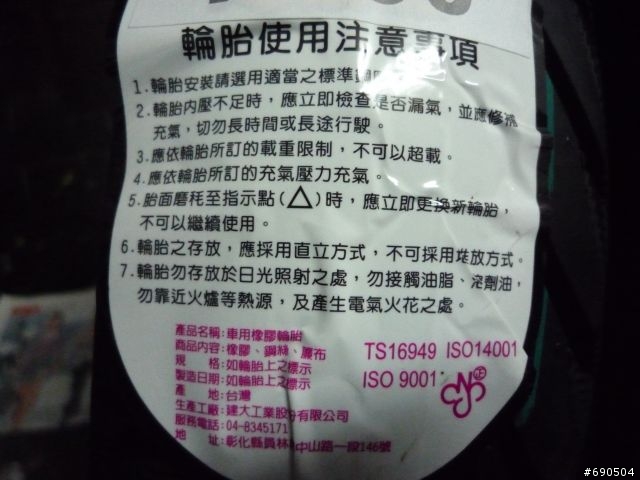 輪胎使用注意事項
1.輪胎安裝請選用適當之標準鋼
2.輪胎内壓不足時，應立即檢查是否漏氣，並應修補
充氣，切勿長時間或長途行駛。
3.應依輪胎所訂的載重限制，不可以超載。
4.應依輪胎所訂的充氣壓力充氣。
5.胎面磨耗至指示點(△)時，應立即更換新輪胎，
不可以繼續使用。
6.輪胎之存放，應採用直立方式，不可採用堆放方式。
7.輪胎勿存放於日光照射之處，勿接觸油脂、溶劑油，
勿靠近火爐等熱源，及產生電氣火花之處。
產品名稱:車用橡膠輪胎
商品内容:橡膠、鋼絲、簾布
規　　格:如輪胎上之標示
製造日期:如輪胎上之標示
產　　地:台灣
生產工廠:建大工業股份有限公司
服務電話:04-8345171
地　　址:彰化縣員林 中山路一段146號
TS16949 ISO14001
ISO 9001
正
#690504